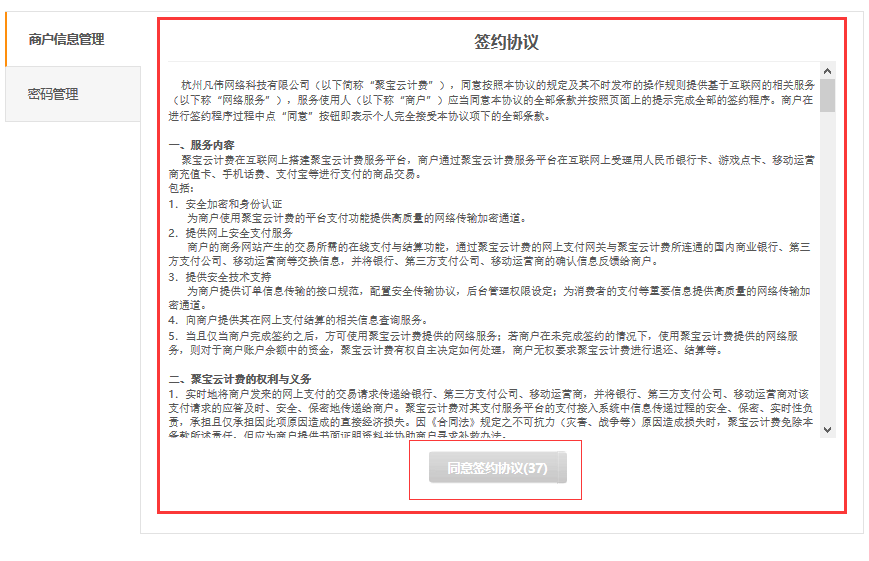 商户信息管理
密码管理
签约协议
杭州凡伟网络科技有限公司（以下简称“聚宝云计费”），同意按照本协议的规定及其不时发布的操作规则提供基于互联网的相关服务
（以下称“网络服务”），服务使用人（以下称“商户”）应当同意本协议的全部条款并按照页面上的提示完成全部的签约程序。商户在
进行签约程序过程中点“同意”按钮即表示个人完全接受本协议项下的全部条款。
一、服务内容
聚宝云计费在互联网上搭建聚宝云计费服务平台，商户通过聚宝云计费服务平台在互联网上受理用人民币银行卡、游戏点卡、移动运营
商充值卡、手机话费、支付宝等进行支付的商品交易。
包括：
1．安全加密和身份认证
为商户使用聚宝云计费的平台支付功能提供高质量的网络传输加密通道。
2．提供网上安全支付服务
商户的商务网站产生的交易所需的在线支付与结算功能，通过聚宝云计费的网上支付网关与聚宝云计费所连通的国内商业银行、第三
方支付公司、移动运营商等交换信息，并将银行、第三方支付公司、移动运营商的确认信息反馈给商户。
3．提供安全技术支持
为商户提供订单信息传输的接口规范，配置安全传输协议，后台管理权限设定；为消费者的支付等重要信息提供高质量的网络传输加
密通道。
4．向商户提供其在网上支付结算的相关信息查询服务。
5．当且仅当商户完成签约之后，方可使用聚宝云计费提供的网络服务；若商户在未完成签约的情况下，使用聚宝云计费提供的网络服
务，则对于商户账户余额中的资金，聚宝云计费有权自主决定如何处理，商户无权要求聚宝云计费进行退还、结算等。
二、聚宝云计费的权利与义务
1．实时地将商户发来的网上支付的交易请求传递给银行、第三方支付公司、移动运营商，并将银行、第三方支付公司、移动运营商对该
支付请求的应答及时、安全、保密地传递给商户。聚宝云计费对其支付服务平台的支付接入系统中信息传递过程的安全、保密、实时性负
责，承担且仅承担因此项原因造成的直接经济损失。因《合同法》规定之不可抗力（灾害、战争等）原因造成损失时，聚宝云计费免除本
条款所述责任，但应为商户提供书面证明资料并协助商户寻求补救办法。
同意签约协议(37)